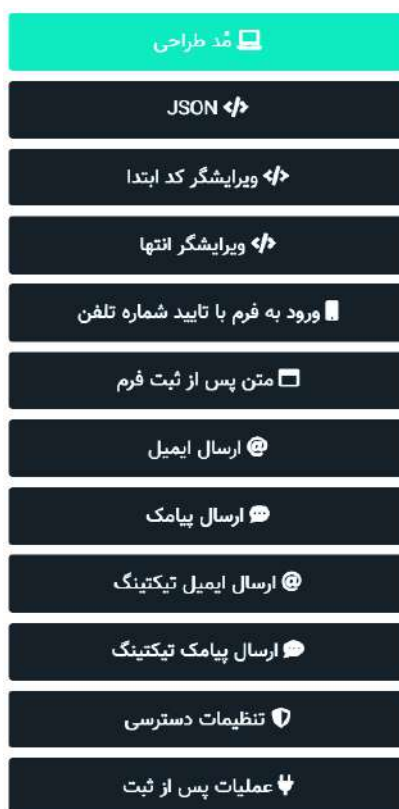 مُد طراحی
JSON
ویرایشگر کد ابتدا
ویرایشگر انتها
ورود به فرم با تایید شماره تلفن
متن پس از ثبت فرم
ارسال ایمیل
ارسال پیامک
ارسال ایمیل تیکتینگ
ارسال پیامک تیکتینگ
تنظیمات دسترسی
عملیات پس از ثبت